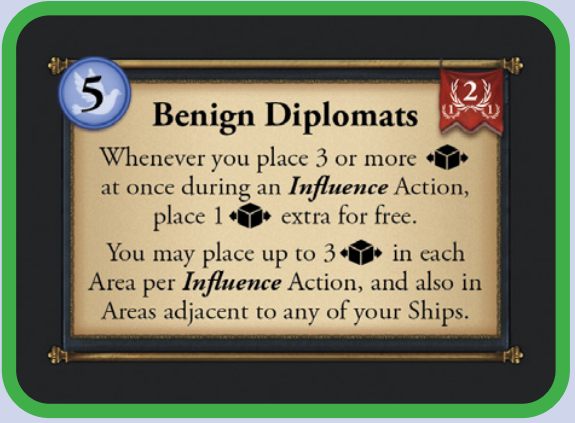 5
Benign Diplomats
2
1 1
Whenever you place 3 or more
at once during an Influence Action,
place 1 extra for free.
You may place up to 3 in each
Area per Influence Action, and also in
Areas adjacent to any of your Ships.